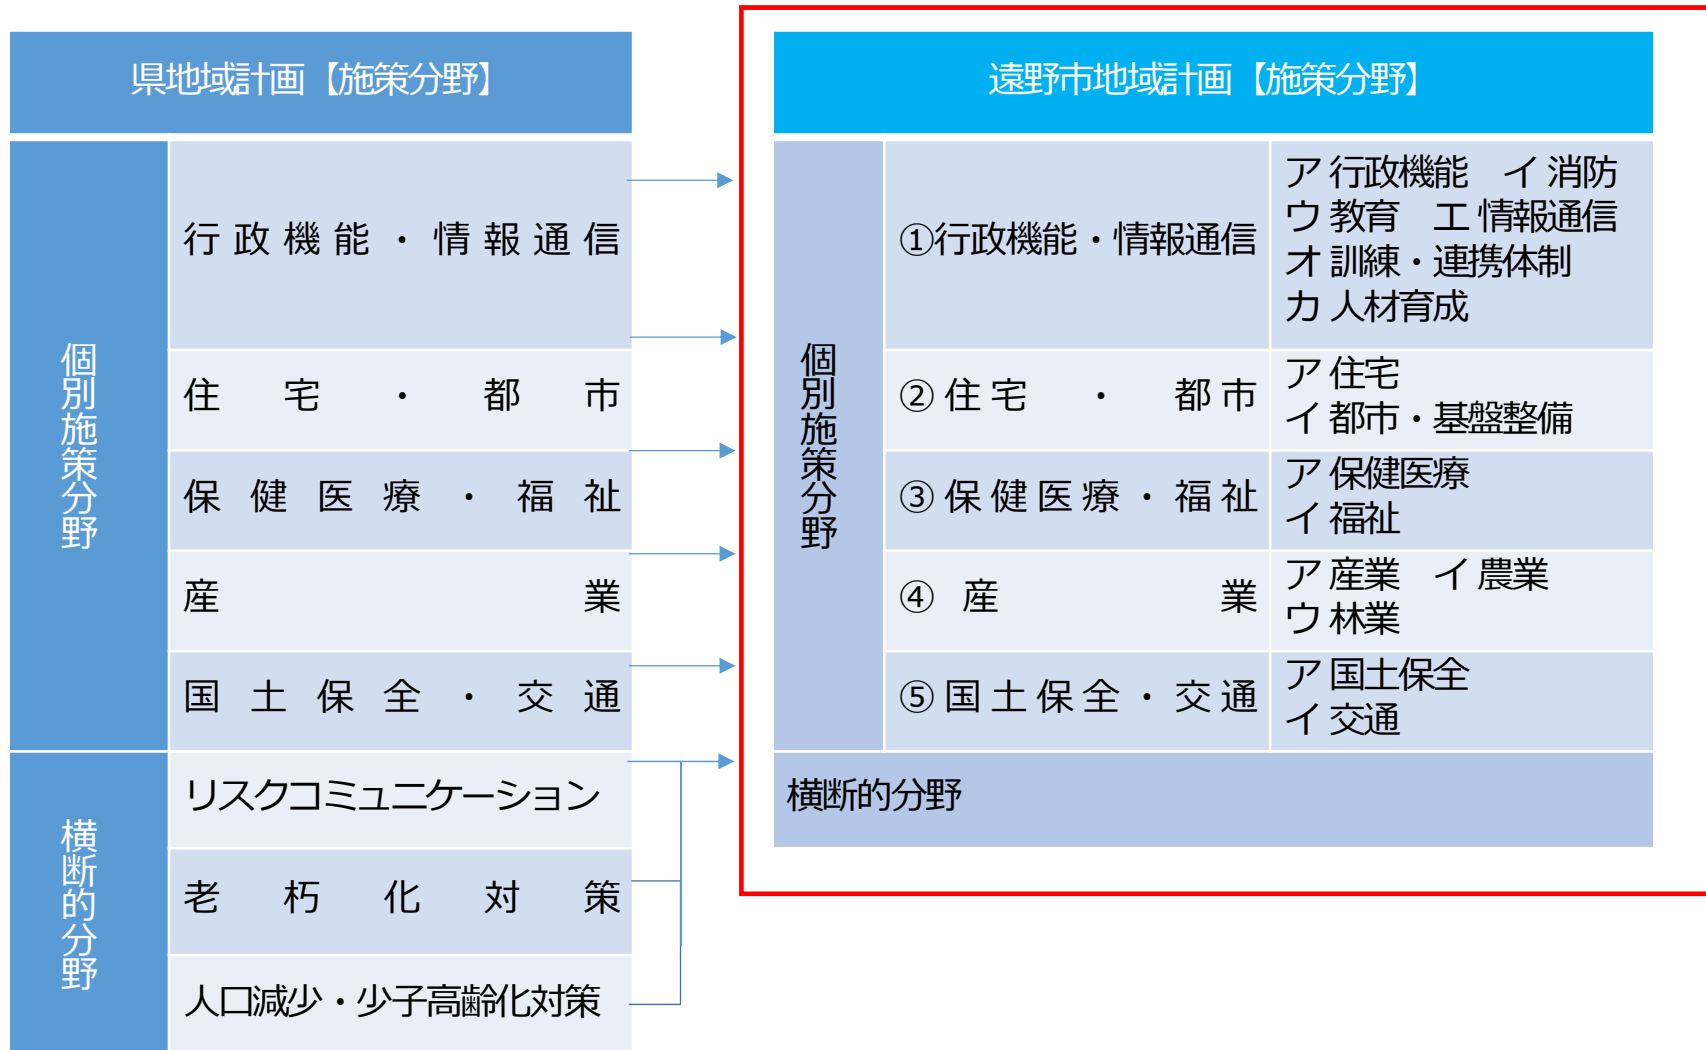 県地域計画【施策分野】
個別施策分野
行政機能・情報通信
住宅・都市
保健医療・福祉
産業
国土保全・交通
横断的分野
リスクコミュニケーション
老朽化対策
人口減少・少子高齢化対策
遠野市地域計画【施策分野】
個別施策分野
①行政機能・情報通信
ア 行政機能　イ 消防
ウ 教育　エ 情報通信
オ 訓練・連携体制
カ 人材育成
②住宅・都市
ア 住宅
イ 都市・基盤整備
③保健医療・福祉
ア 保健医療
イ 福祉
④産業
ア 産業　イ 農業
ウ 林業
⑤国土保全・交通
ア 国土保全
イ 交通
横断的分野